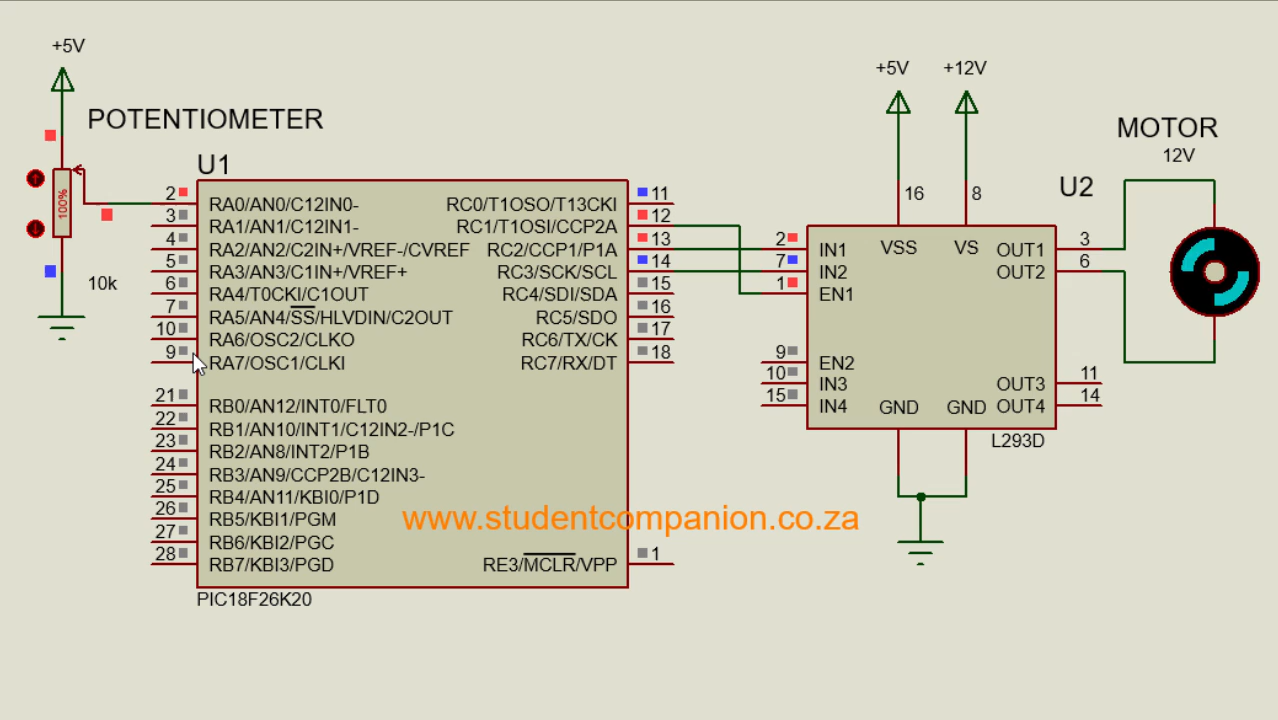 +5V
POTENTIOMETER
100%
10k
U1
2 RA0/AN0/C12IN0-
3 RA1/AN1/C12IN1-
4 RA2/AN2/C2IN+/VREF-/CVREF
5 RA3/AN3/C1IN+/VREF+
6 RA4/T0CKI/C1OUT
7 RA5/AN4/SS/HLVDIN/C2OUT
10 RA6/OSC2/CLKO
9 RA7/OSC1/CLKI
21 RB0/AN12/INT0/FLT0
22 RB1/AN10/INT1/C12IN2-/P1C
23 RB2/AN8/INT2/P1B
24 RB3/AN9/CCP2B/C12IN3-
25 RB4/AN11/KBI0/P1D
26 RB5/KBI1/PGM
27 RB6/KBI2/PGC
28 RB7/KBI3/PGD
RC0/T1OSO/T13CKI 11
RC1/T1OSI/CCP2A 12
RC2/CCP1/P1A 13
RC3/SCK/SCL 14
RC4/SDI/SDA 15
RC5/SDO 16
RC6/TX/CK 17
RC7/RX/DT 18
RE3/MCLR/VPP 1
PIC18F26K20
www.studentcompanion.co.za
+5V
+12V
16
8
U2
VSS
VS
2 IN1
7 IN2
1 EN1
9 EN2
10 IN3
15 IN4
OUT1 3
OUT2 6
OUT3 11
OUT4 14
GND
GND
L293D
MOTOR
12V